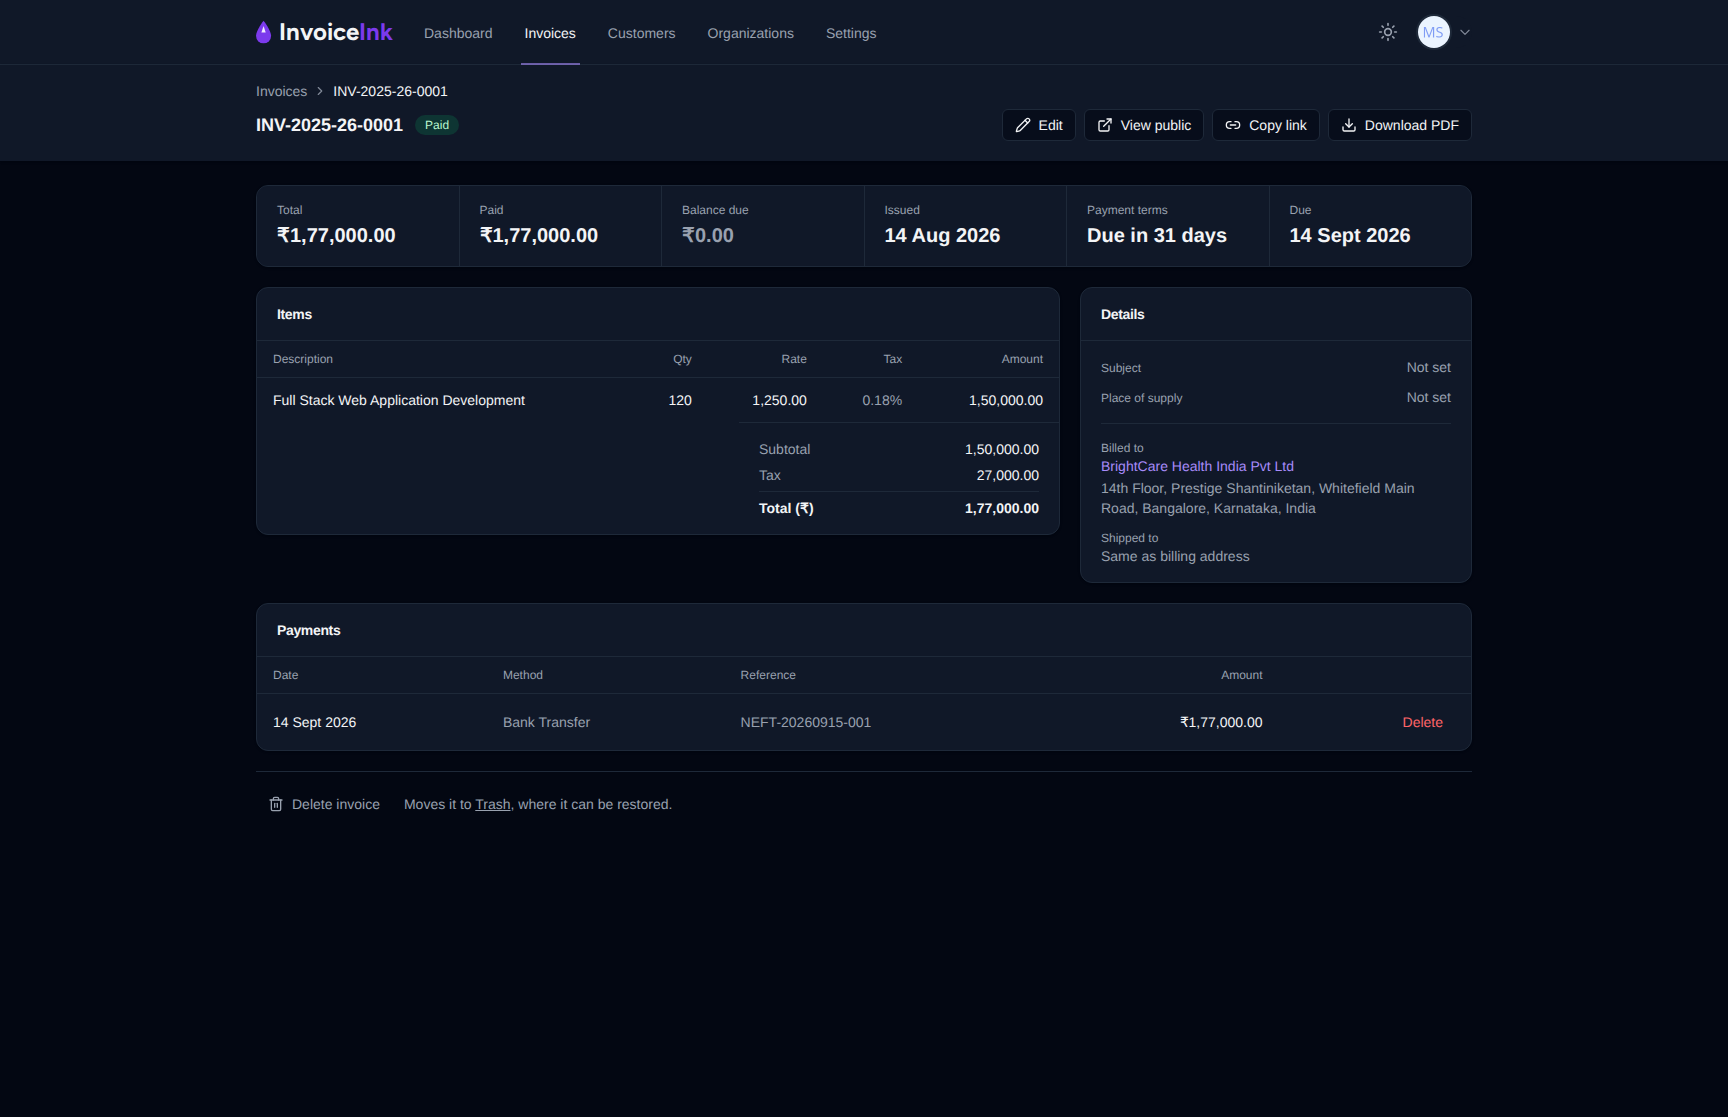 InvoiceInk Dashboard Invoices Customers Organizations Settings MS
Invoices INV-2025-26-0001
INV-2025-26-0001 Paid Edit View public Copy link Download PDF
Total Paid Balance due Issued Payment terms Due
₹1,77,000.00 ₹1,77,000.00 ₹0.00 14 Aug 2026 Due in 31 days 14 Sept 2026
Items
Description Qty Rate Tax Amount
Full Stack Web Application Development 120 1,250.00 0.18% 1,50,000.00
Subtotal 1,50,000.00
Tax 27,000.00
Total (₹) 1,77,000.00
Details
Subject Not set
Place of supply Not set
Billed to
BrightCare Health India Pvt Ltd
14th Floor, Prestige Shantiniketan, Whitefield Main
Road, Bangalore, Karnataka, India
Shipped to
Same as billing address
Payments
Date Method Reference Amount
14 Sept 2026 Bank Transfer NEFT-20260915-001 ₹1,77,000.00 Delete
Delete invoice Moves it to Trash, where it can be restored.